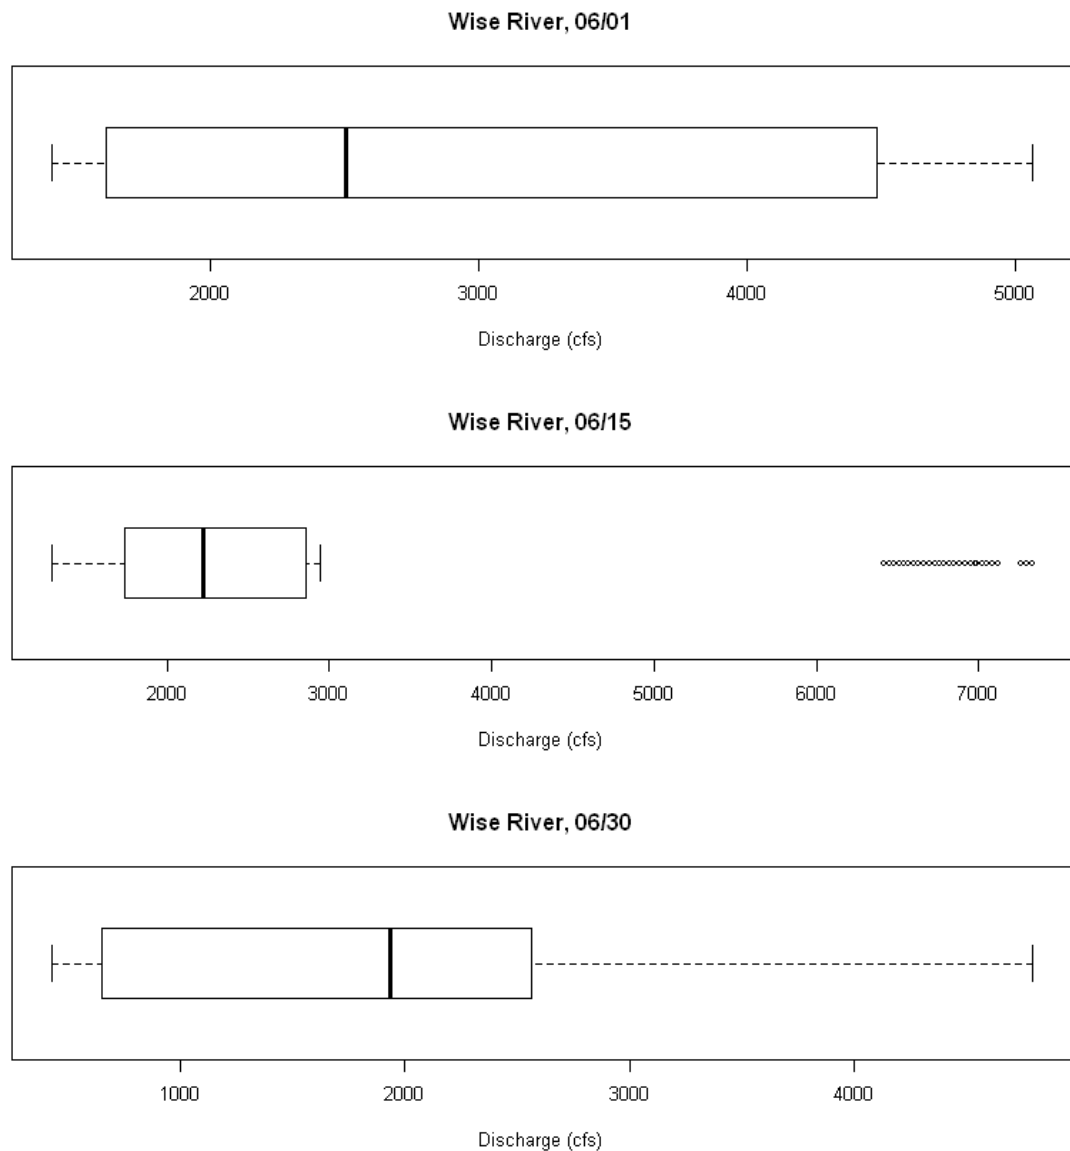 Wise River, 06/01
2000 3000 4000 5000
Discharge (cfs)
Wise River, 06/15
2000 3000 4000 5000 6000 7000
Discharge (cfs)
Wise River, 06/30
1000 2000 3000 4000
Discharge (cfs)